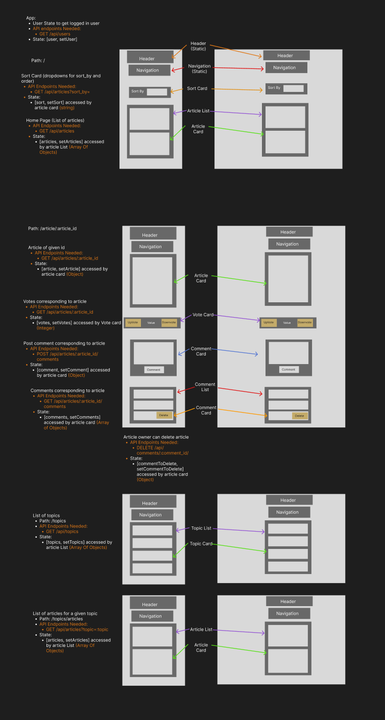 App:
User State to get logged in user
API endpoints Needed:
GET /api/users
State: [user, setUser]
Path: /
Sort Card (dropdowns for sort_by and
order)
API Endpoints Needed:
GET /api/articles?sort_by=
State:
[sort, setSort] accessed by
article card (string)
Home Page (List of articles)
API Endpoints Needed:
GET /api/articles
State:
[articles, setArticles] accessed
by article List (Array Of
Objects)
Header
Navigation
Sort By
Header
(Static)
Navigation
(Static)
Sort Card
Article List
Article
Card
Header
Navigation
Sort By
Path: /article/:article_id
Article of given id
API Endpoints Needed:
GET /api/articles/:article_id
State:
[article, setArticle] accessed by
article card (Object)
Votes corresponding to article
API Endpoints Needed:
GET /api/articles/:article_id
State:
[votes, setVotes] accessed by Vote card
(Integer)
Post comment corresponding to article
API Endpoints Needed:
POST /api/articles/:article_id/
comments
State:
[comment, setComment] accessed
by article card (Object)
Comments corresponding to article
API Endpoints Needed:
GET /api/articles/:article_id/
comments
State:
[comments, setComments]
accessed by article card (Array
of Objects)
Header
Navigation
Comment
Delete
Article
Card
Vote Card
Comment
Card
Comment
List
Comment
Card
Header
Navigation
Comment
Delete
Article owner can delete article
API Endpoints Needed:
DELETE /api/
comments/:comment_id/
State:
[commentToDelete,
setCommentToDelete]
accessed by article card
(Object)
List of topics
Path: /topics
API Endpoints Needed:
GET /api/topics
State:
[topics, setTopics] accessed by
article List (Array Of Objects)
Header
Navigation
Topic List
Topic Card
Header
Navigation
List of articles for a given topic
Path: /topics/articles
API Endpoints Needed:
GET /api/articles?topic=:topic
State:
[articles, setArticles] accessed
by article List (Array Of
Objects)
Header
Navigation
Article List
Article
Card
Header
Navigation